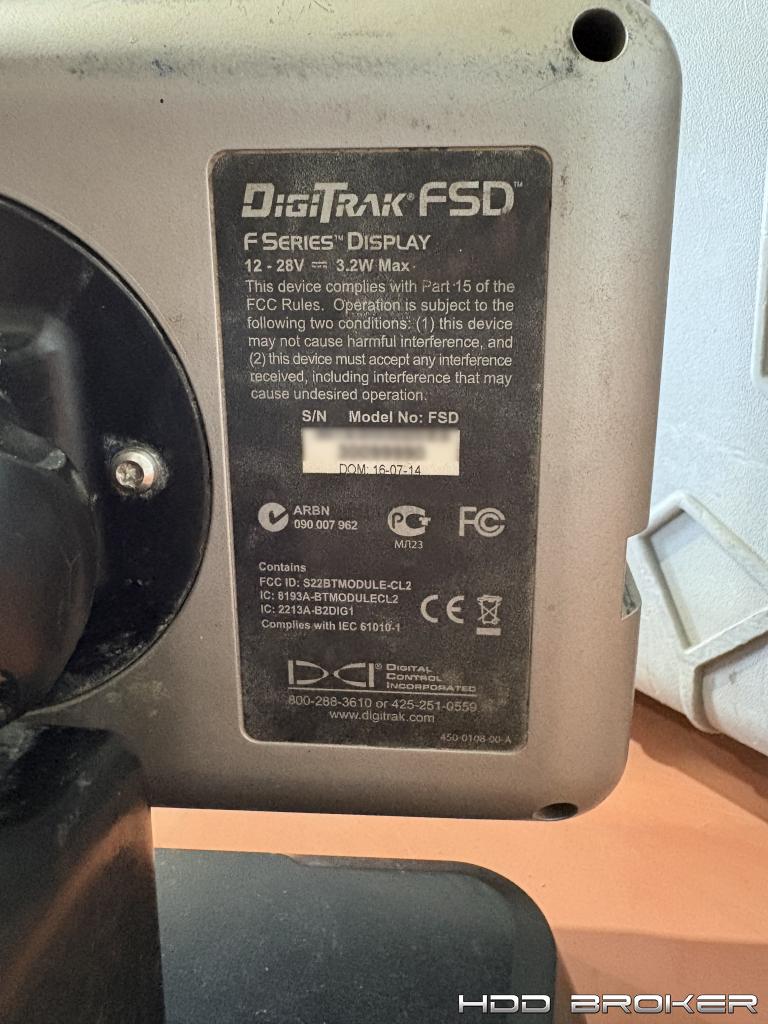 DIGITRAK® FSD™
F SERIES™ DISPLAY
12 - 28V ⎓ 3.2W Max
This device complies with Part 15 of the
FCC Rules. Operation is subject to the
following two conditions: (1) this device
may not cause harmful interference, and
(2) this device must accept any interference
received, including interference that may
cause undesired operation.
S/N Model No: FSD
DOM: 16-07-14
ARBN
090 007 962
РСТ
МЛ23
FC
Contains
FCC ID: S22BTMODULE-CL2
IC: 8193A-BTMODULECL2
IC: 2213A-B2DIG1
Complies with IEC 61010-1
CE
DCI® DIGITAL
CONTROL
INCORPORATED
800-288-3610 or 425-251-0559
www.digitrak.com
450-0108-00-A
HDD BROKER